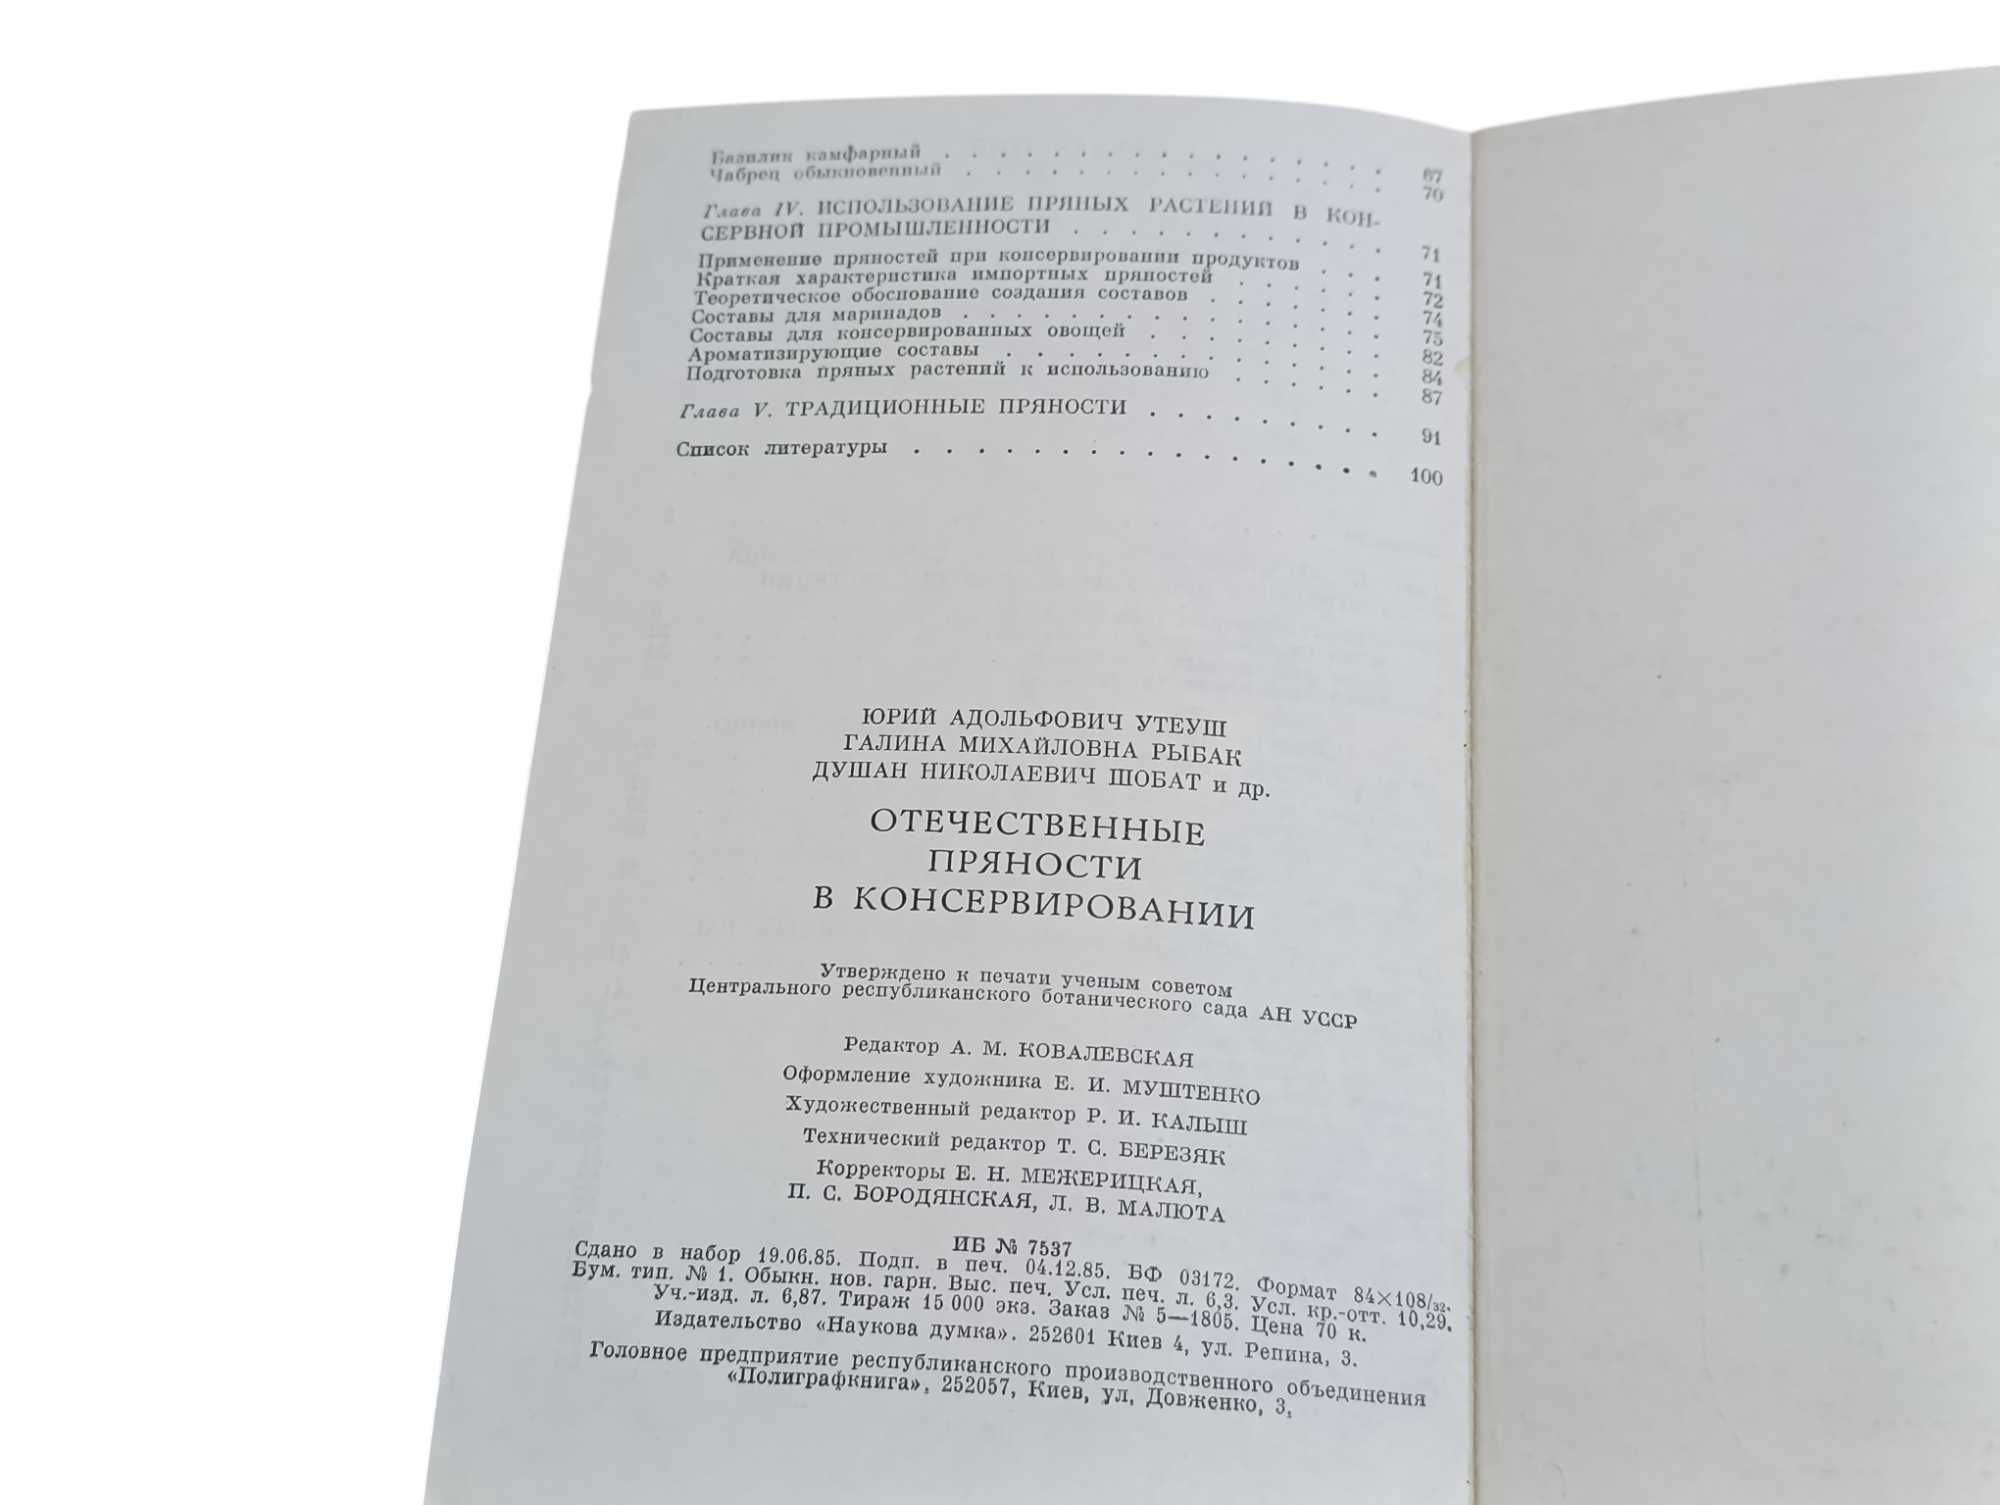 Базилик камфарный . . . . . . . . . . . . . . . . . 67
Чабрец обыкновенный . . . . . . . . . . . . . . . . 70
Глава IV. ИСПОЛЬЗОВАНИЕ ПРЯНЫХ РАСТЕНИЙ В КОН-
СЕРВНОЙ ПРОМЫШЛЕННОСТИ . . . . . . . . . . . . 71
Применение пряностей при консервировании продуктов . . . 71
Краткая характеристика импортных пряностей . . . . . . 72
Теоретическое обоснование создания составов . . . . . . . 74
Составы для маринадов . . . . . . . . . . . . . . . . 75
Составы для консервированных овощей . . . . . . . . . 82
Ароматизирующие составы . . . . . . . . . . . . . . 84
Подготовка пряных растений к использованию . . . . . . 87
Глава V. ТРАДИЦИОННЫЕ ПРЯНОСТИ . . . . . . . . . 91
Список литературы . . . . . . . . . . . . . . . . . 100
ЮРИЙ АДОЛЬФОВИЧ УТЕУШ
ГАЛИНА МИХАЙЛОВНА РЫБАК
ДУШАН НИКОЛАЕВИЧ ШОБАТ и др.
ОТЕЧЕСТВЕННЫЕ
ПРЯНОСТИ
В КОНСЕРВИРОВАНИИ
Утверждено к печати ученым советом
Центрального республиканского ботанического сада АН УССР
Редактор А. М. КОВАЛЕВСКАЯ
Оформление художника Е. И. МУШТЕНКО
Художественный редактор Р. И. КАЛЫШ
Технический редактор Т. С. БЕРЕЗЯК
Корректоры Е. Н. МЕЖЕРИЦКАЯ,
П. С. БОРОДЯНСКАЯ, Л. В. МАЛЮТА
ИБ № 7537
Сдано в набор 19.06.85. Подп. в печ. 04.12.85. БФ 03172. Формат 84×108/32.
Бум. тип. № 1. Обыкн. нов. гарн. Выс. печ. Усл. печ. л. 6,3. Усл. кр.-отт. 10,29.
Уч.-изд. л. 6,87. Тираж 15 000 экз. Заказ № 5—1805. Цена 70 к.
Издательство «Наукова думка». 252601 Киев 4, ул. Репина, 3.
Головное предприятие республиканского производственного объединения
«Полиграфкнига», 252057, Киев, ул. Довженко, 3.